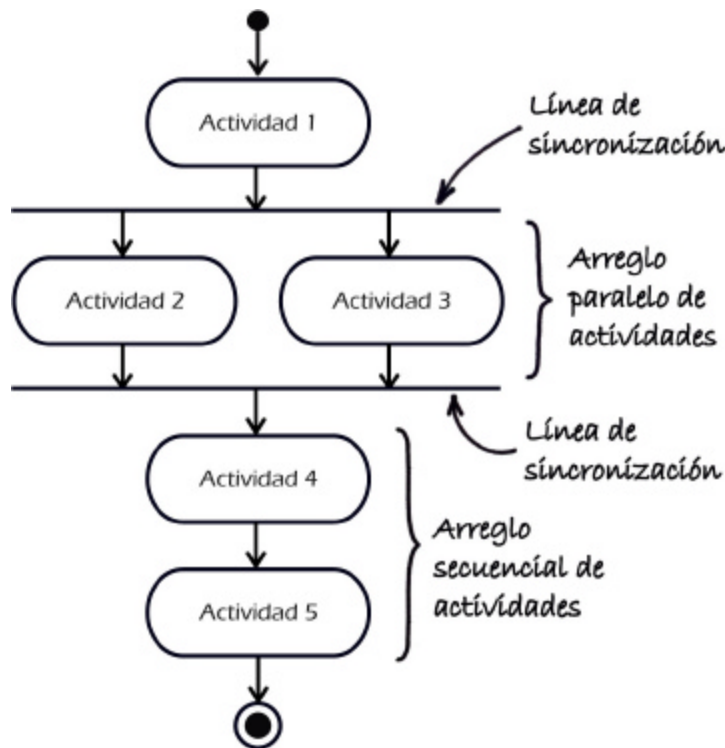 Actividad 1
Línea de
sincronización
Actividad 2
Actividad 3
Arreglo
paralelo de
actividades
Línea de
sincronización
Actividad 4
Arreglo
secuencial de
actividades
Actividad 5